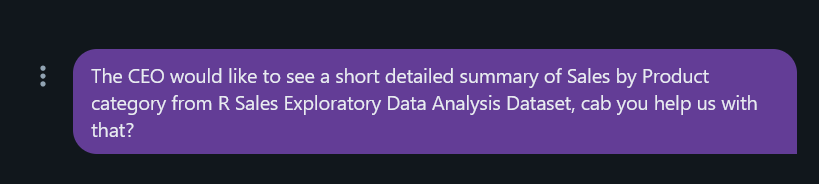 The CEO would like to see a short detailed summary of Sales by Product
category from R Sales Exploratory Data Analysis Dataset, cab you help us with
that?